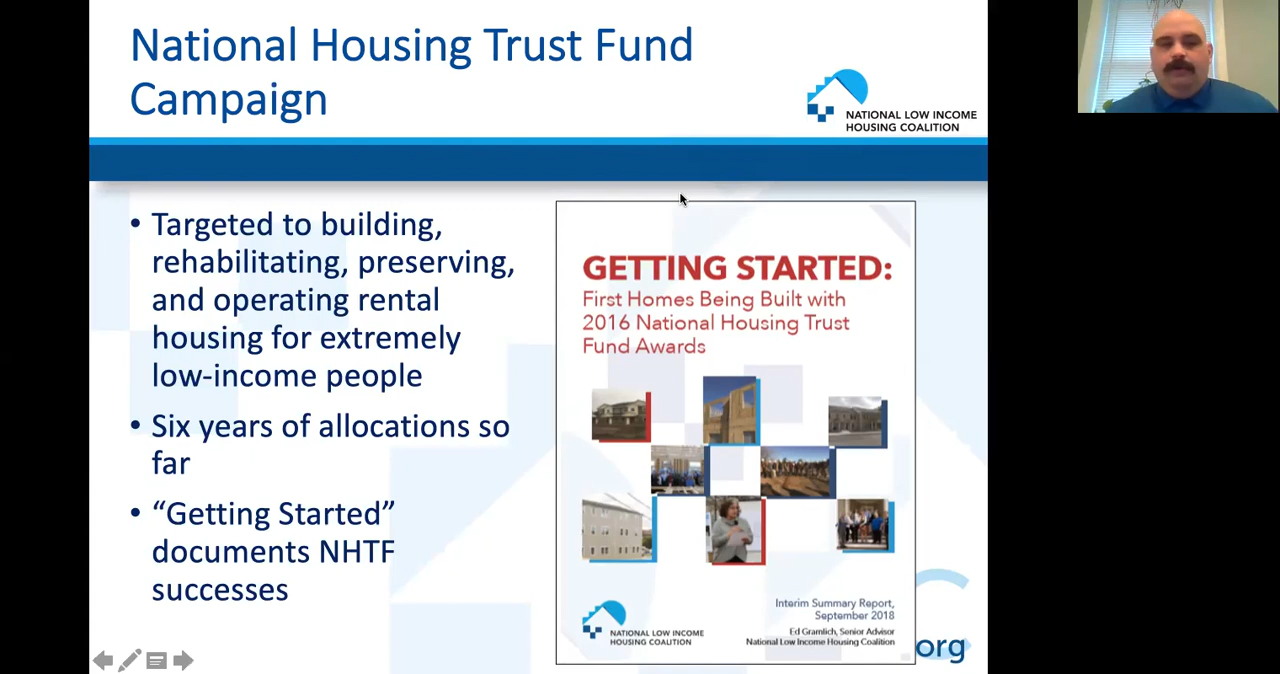 National Housing Trust Fund
Campaign
NATIONAL LOW INCOME
HOUSING COALITION
• Targeted to building,
rehabilitating, preserving,
and operating rental
housing for extremely
low-income people
• Six years of allocations so
far
• “Getting Started”
documents NHTF
successes
GETTING STARTED:
First Homes Being Built with
2016 National Housing Trust
Fund Awards
Interim Summary Report,
September 2018
Ed Gramlich, Senior Advisor
National Low Income Housing Coalition
NATIONAL LOW INCOME
HOUSING COALITION
org